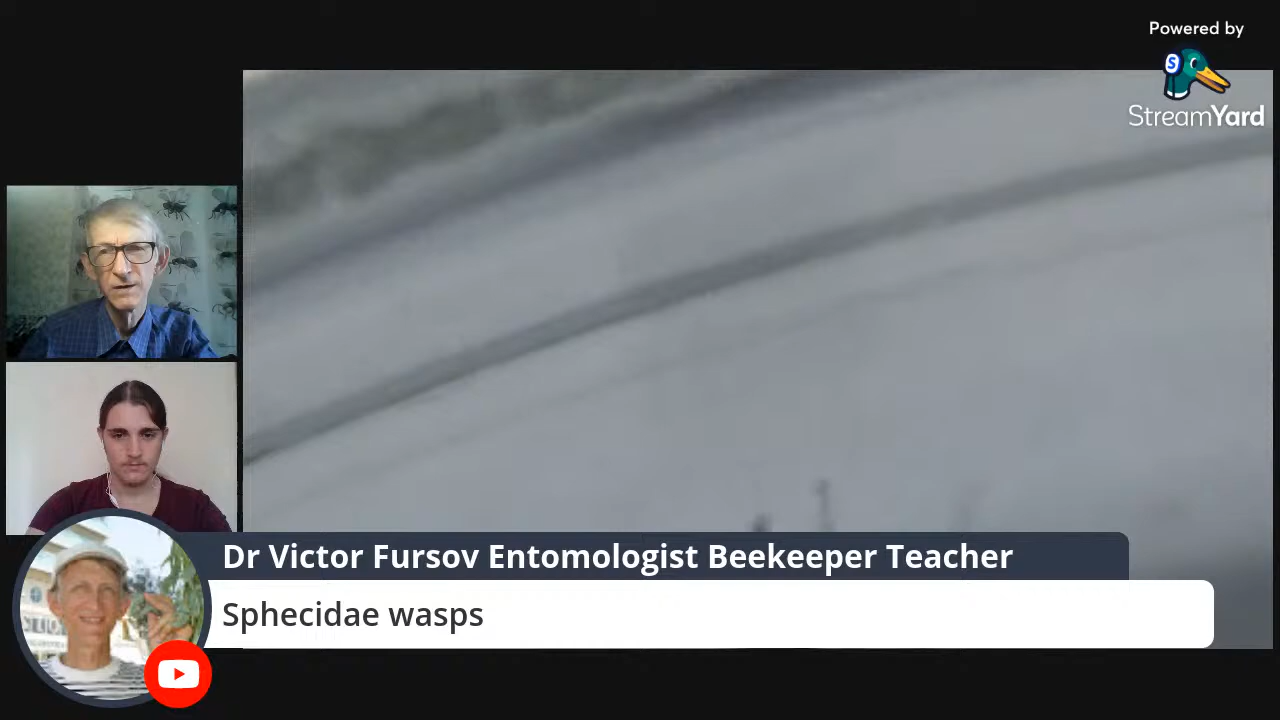 Powered by
StreamYard
Dr Victor Fursov Entomologist Beekeeper Teacher
Sphecidae wasps